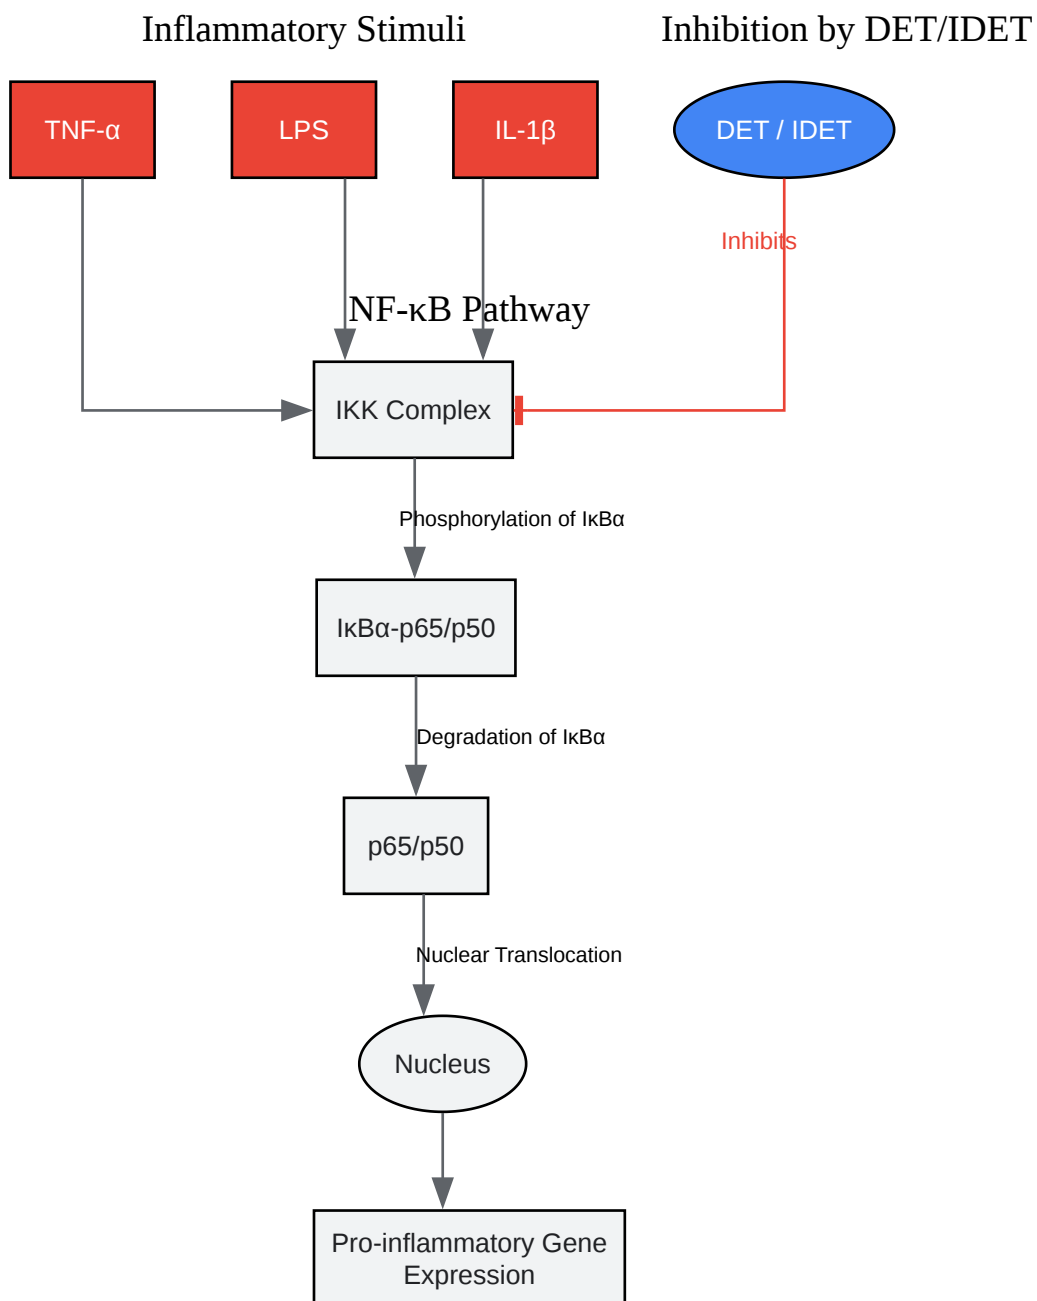 Inflammatory Stimuli
Inhibition by DET/IDET
TNF-α
LPS
IL-1β
DET / IDET
Inhibits
NF-κB Pathway
IKK Complex
Phosphorylation of IκBα
IκBα-p65/p50
Degradation of IκBα
p65/p50
Nuclear Translocation
Nucleus
Pro-inflammatory Gene
Expression